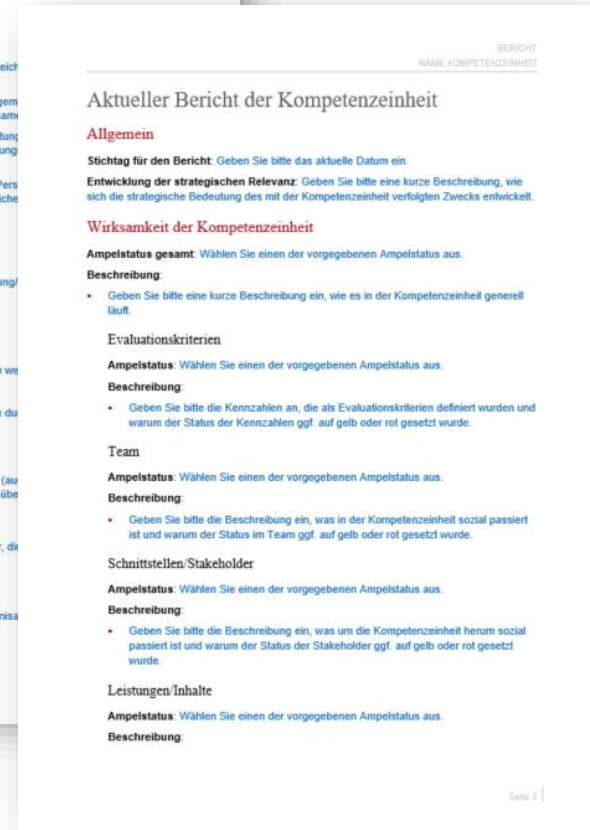 BERICHT
NAME KOMPETENZEINHEIT
Aktueller Bericht der Kompetenzeinheit
Allgemein
Stichtag für den Bericht: Geben Sie bitte das aktuelle Datum ein.
Entwicklung der strategischen Relevanz: Geben Sie bitte eine kurze Beschreibung, wie
sich die strategische Bedeutung des mit der Kompetenzeinheit verfolgten Zwecks entwickelt.
Wirksamkeit der Kompetenzeinheit
Ampelstatus gesamt: Wählen Sie einen der vorgegebenen Ampelstatus aus.
Beschreibung:
▪ Geben Sie bitte eine kurze Beschreibung ein, wie es in der Kompetenzeinheit generell
läuft.
Evaluationskriterien
Ampelstatus: Wählen Sie einen der vorgegebenen Ampelstatus aus.
Beschreibung:
▪ Geben Sie bitte die Kennzahlen an, die als Evaluationskriterien definiert wurden und
warum der Status der Kennzahlen ggf. auf gelb oder rot gesetzt wurde.
Team
Ampelstatus: Wählen Sie einen der vorgegebenen Ampelstatus aus.
Beschreibung:
▪ Geben Sie bitte die Beschreibung ein, was in der Kompetenzeinheit sozial passiert
ist und warum der Status im Team ggf. auf gelb oder rot gesetzt wurde.
Schnittstellen/Stakeholder
Ampelstatus: Wählen Sie einen der vorgegebenen Ampelstatus aus.
Beschreibung:
▪ Geben Sie bitte die Beschreibung ein, was um die Kompetenzeinheit herum sozial
passiert ist und warum der Status der Stakeholder ggf. auf gelb oder rot gesetzt
wurde.
Leistungen/Inhalte
Ampelstatus: Wählen Sie einen der vorgegebenen Ampelstatus aus.
Beschreibung:
Seite 3